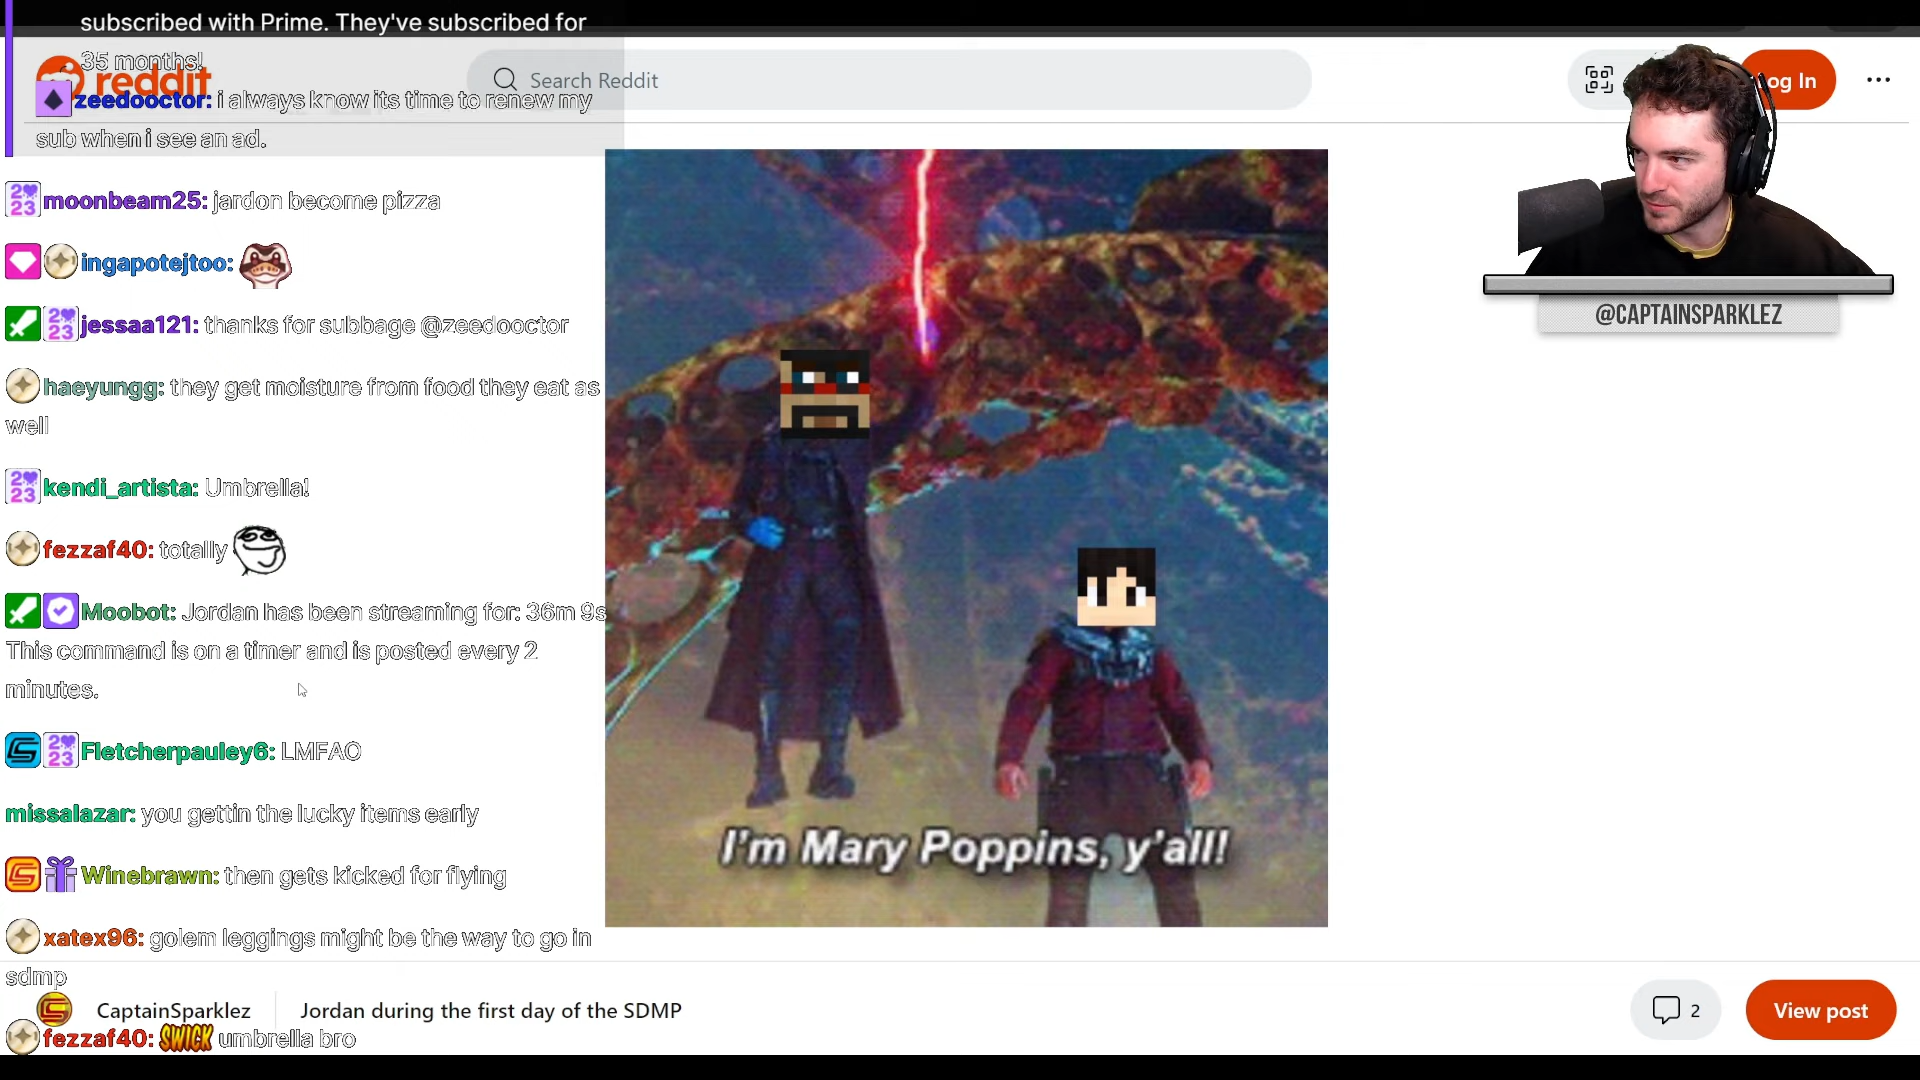 subscribed with Prime. They've subscribed for
35 months!
reddit
Search Reddit
Log In
zeedooctor: i always know its time to renew my
sub when i see an ad.
moonbeam25: jardon become pizza
ingapotejtoo:
jessaa121: thanks for subbage @zeedooctor
haeyungg: they get moisture from food they eat as
well
kendi_artista: Umbrella!
fezzaf40: totally
Moobot: Jordan has been streaming for: 36m 9s
This command is on a timer and is posted every 2
minutes.
Fletcherpauley6: LMFAO
missalazar: you gettin the lucky items early
Winebrawn: then gets kicked for flying
xatex96: golem leggings might be the way to go in
sdmp
fezzaf40: SWICK umbrella bro
@CAPTAINSPARKLEZ
I'm Mary Poppins, y'all!
CaptainSparklez
Jordan during the first day of the SDMP
2
View post